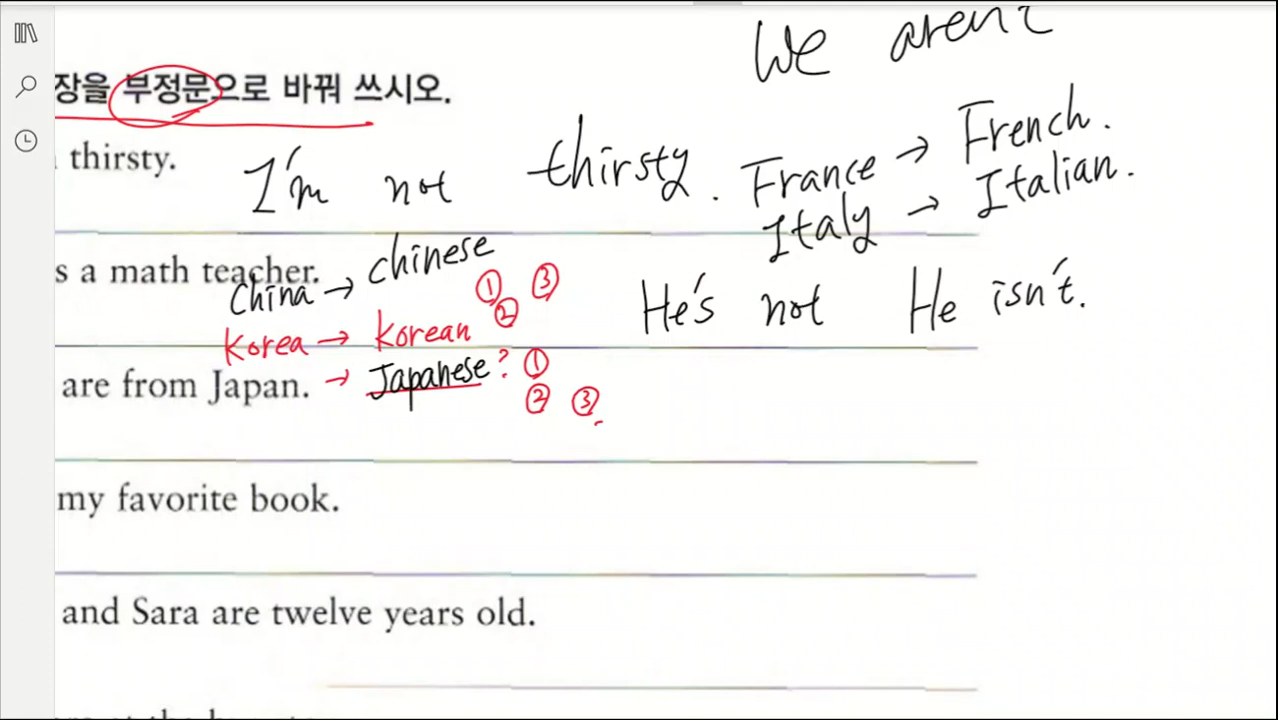 we aren't
장을 부정문으로 바꿔 쓰시오.
thirsty. I'm not thirsty.
France → French.
Italy → Italian.
s a math teacher.
China → chinese
① ③
②
He's not He isn't.
Korea → Korean
are from Japan. → Japanese? ①
② ③
my favorite book.
and Sara are twelve years old.